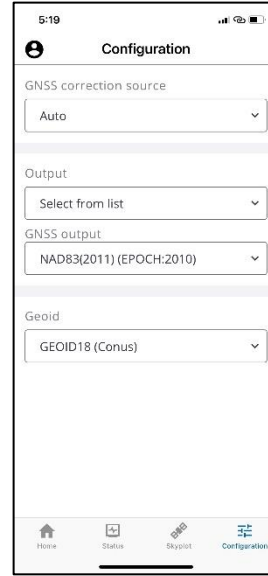 5:19
Configuration
GNSS correction source
Auto
Output
Select from list
GNSS output
NAD83(2011) (EPOCH:2010)
Geoid
GEOID18 (Conus)
Home Status Skyplot Configuration